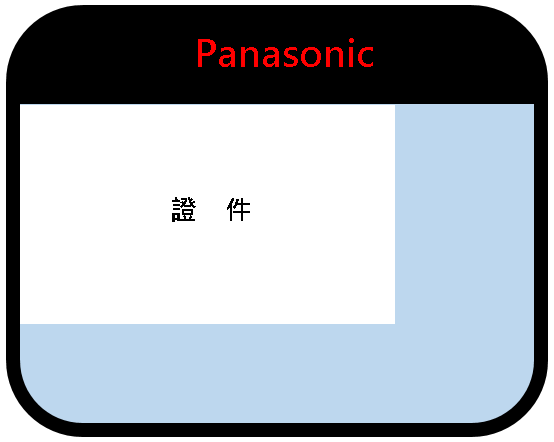 Panasonic
證 件